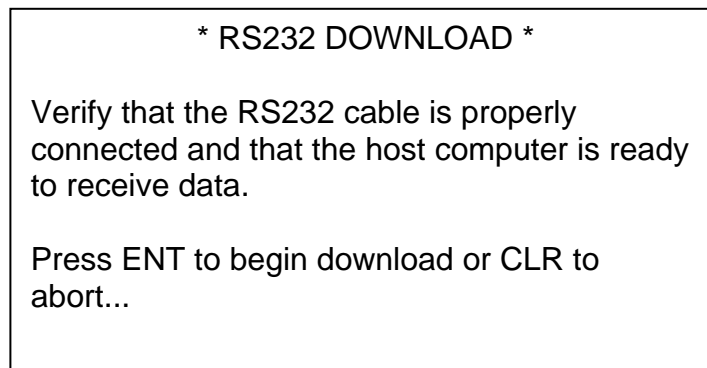 * RS232 DOWNLOAD *
Verify that the RS232 cable is properly
connected and that the host computer is ready
to receive data.
Press ENT to begin download or CLR to
abort...